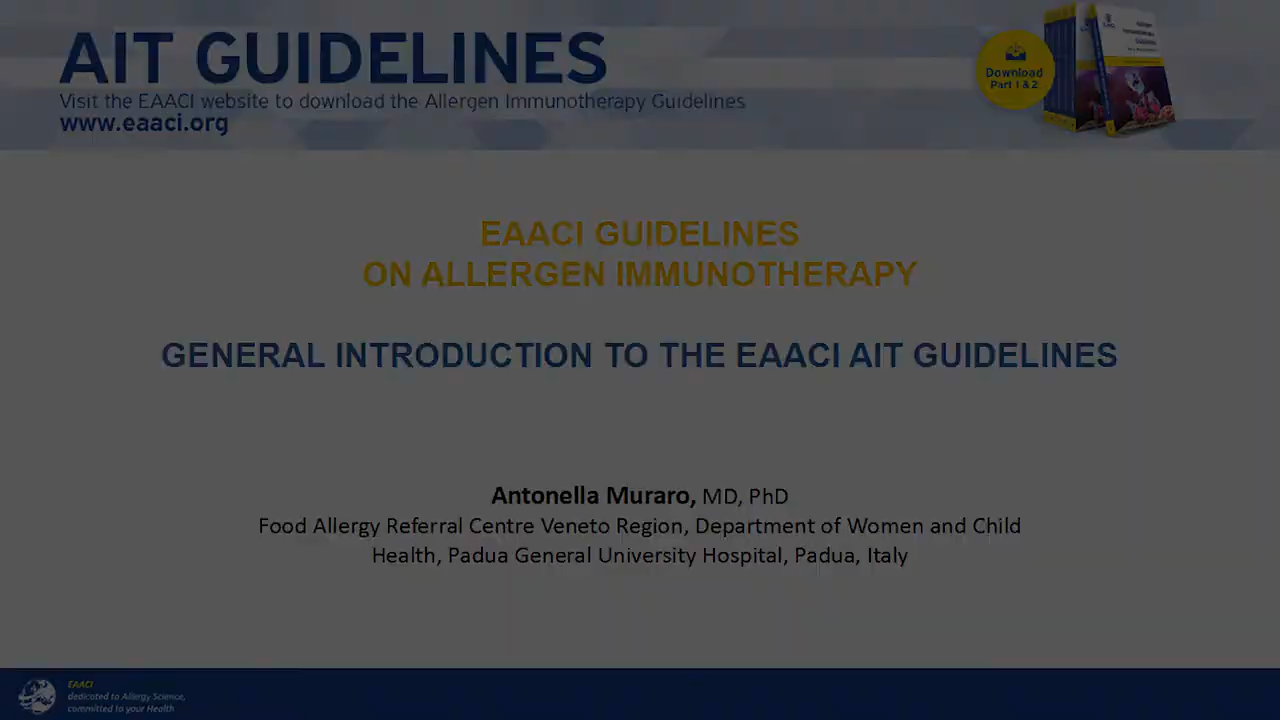 AIT GUIDELINES
Visit the EAACI website to download the Allergen Immunotherapy Guidelines
www.eaaci.org
Download
Part 1 & 2
EAACI GUIDELINES
ON ALLERGEN IMMUNOTHERAPY
GENERAL INTRODUCTION TO THE EAACI AIT GUIDELINES
Antonella Muraro, MD, PhD
Food Allergy Referral Centre Veneto Region, Department of Women and Child
Health, Padua General University Hospital, Padua, Italy
EAACI
dedicated to Allergy Science,
committed to your Health